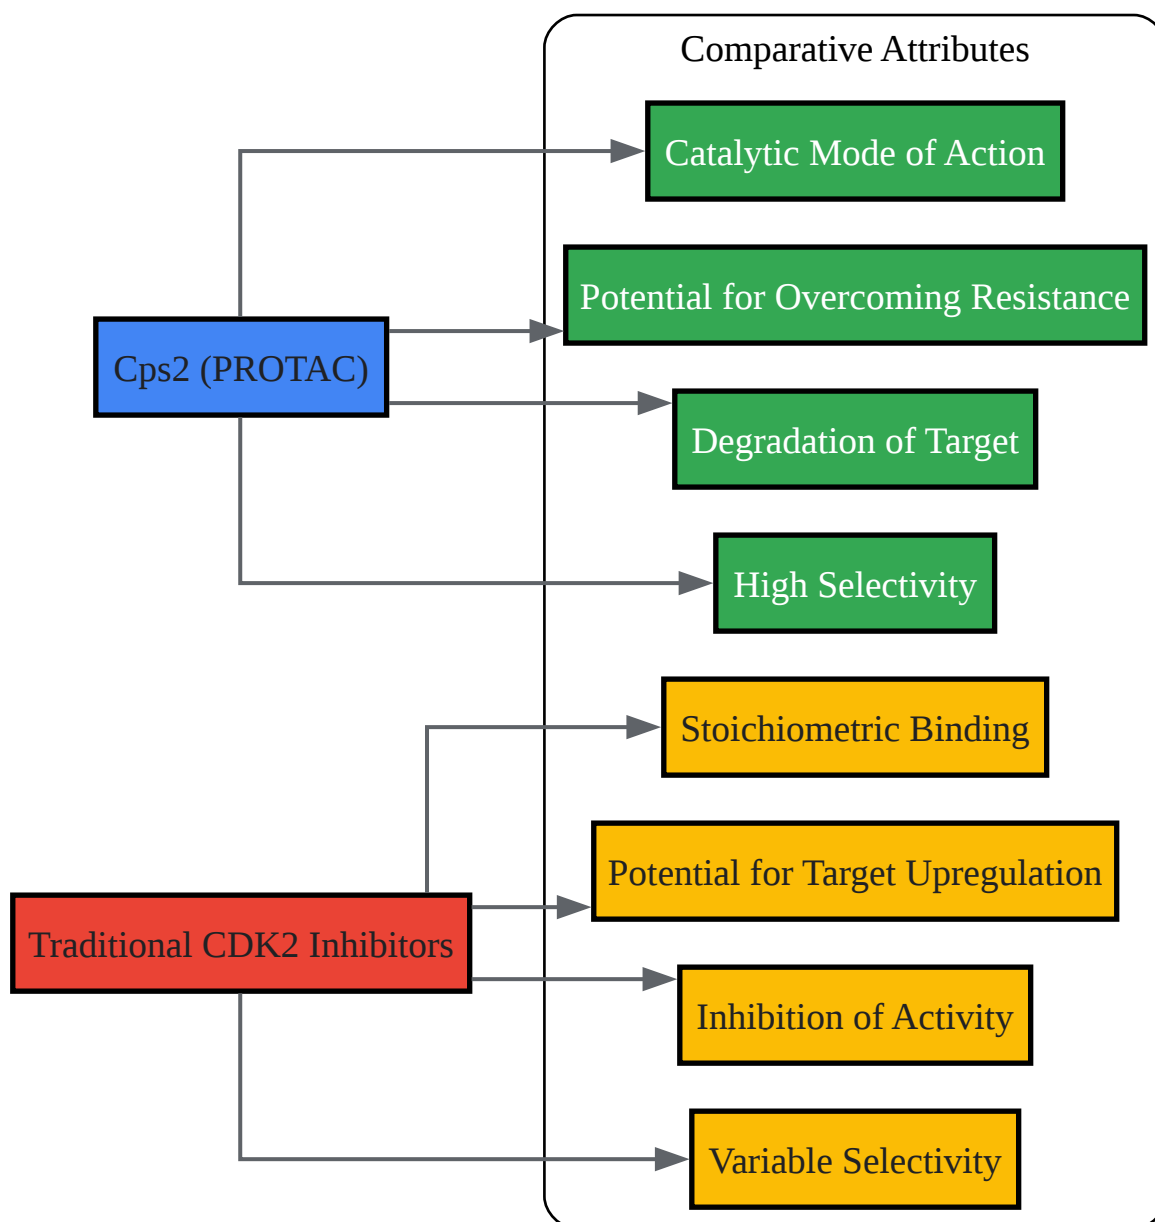 Comparative Attributes
Catalytic Mode of Action
Potential for Overcoming Resistance
Cps2 (PROTAC)
Degradation of Target
High Selectivity
Stoichiometric Binding
Potential for Target Upregulation
Traditional CDK2 Inhibitors
Inhibition of Activity
Variable Selectivity